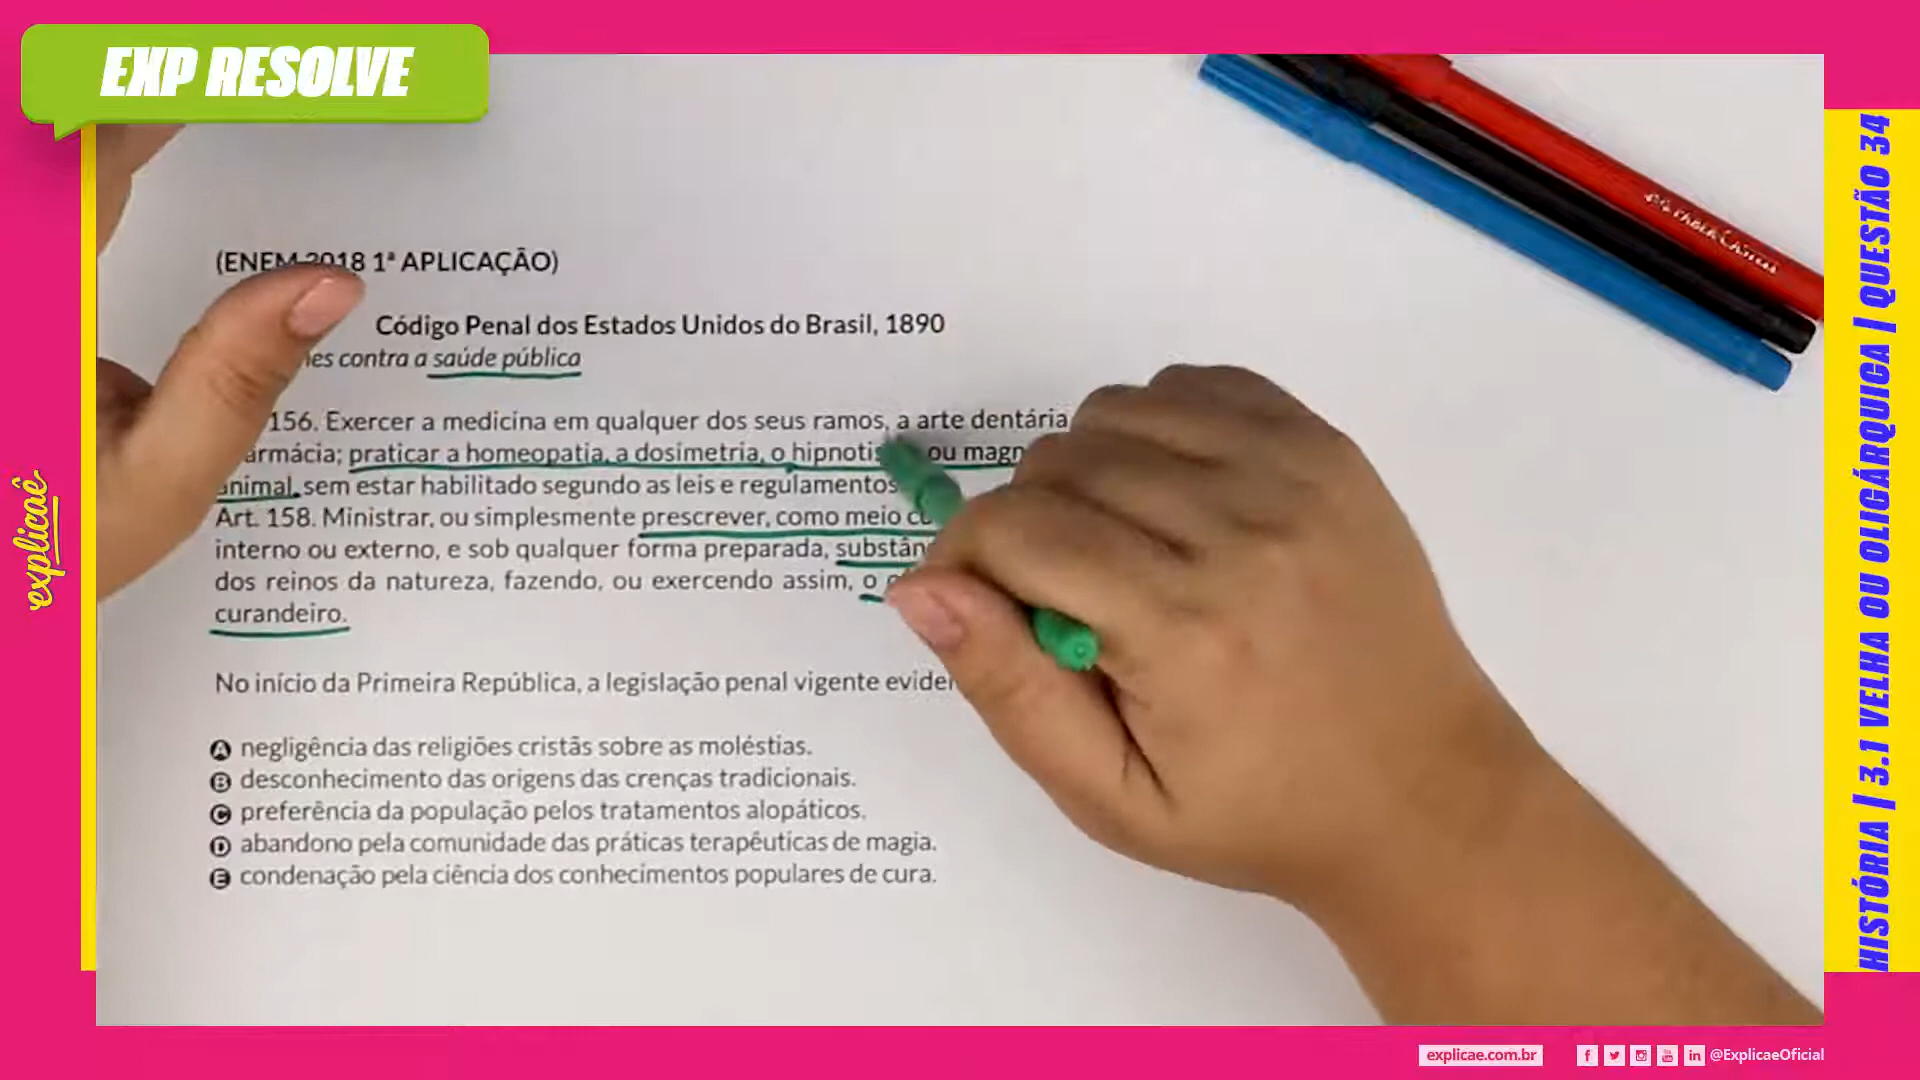 EXP RESOLVE
(ENEM 2018 1ª APLICAÇÃO)
Código Penal dos Estados Unidos do Brasil, 1890
contra a saúde pública
156. Exercer a medicina em qualquer dos seus ramos, a arte dentária
praticar a homeopatia, a dosimetria, o ou
animal, sem estar habilitado segundo as leis e regulamentos
Art. 158. Ministrar, ou simplesmente prescrever, como meio
interno ou externo, e sob qualquer forma preparada,
dos reinos da natureza, fazendo, ou exercendo assim, o
curandeiro.
No início da Primeira República, a legislação penal vigente
A negligência das religiões cristãs sobre as moléstias.
B desconhecimento das origens das crenças tradicionais.
C preferência da população pelos tratamentos alopáticos.
D abandono pela comunidade das práticas terapêuticas de magia.
E condenação pela ciência dos conhecimentos populares de cura.
FABER-CASTELL
explicaê
HISTÓRIA | 3.1 VELHA OU OLIGÁRQUICA | QUESTÃO 34
explicae.com.br
@ExplicaeOficial